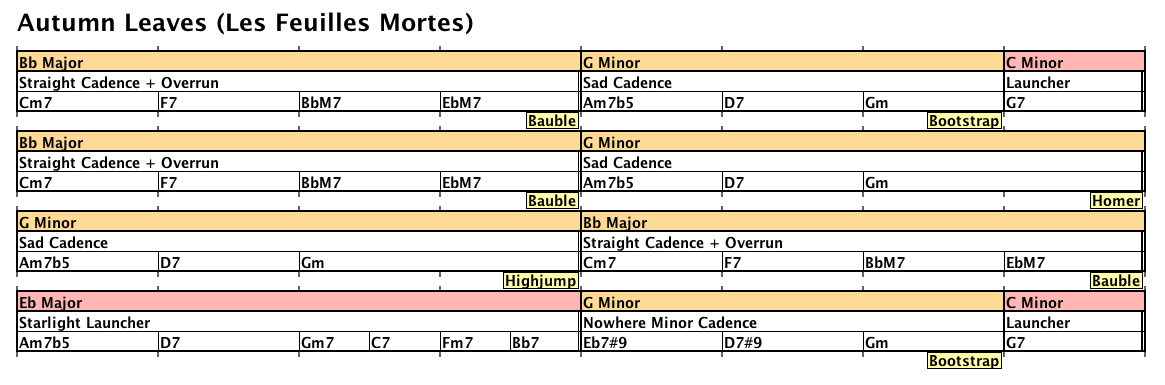 Autumn Leaves (Les Feuilles Mortes)
Bb Major G Minor C Minor
Straight Cadence + Overrun Sad Cadence Launcher
Cm7 F7 BbM7 EbM7 Am7b5 D7 Gm G7
Bauble Bootstrap
Bb Major G Minor
Straight Cadence + Overrun Sad Cadence
Cm7 F7 BbM7 EbM7 Am7b5 D7 Gm
Bauble Homer
G Minor Bb Major
Sad Cadence Straight Cadence + Overrun
Am7b5 D7 Gm Cm7 F7 BbM7 EbM7
Highjump Bauble
Eb Major G Minor C Minor
Starlight Launcher Nowhere Minor Cadence Launcher
Am7b5 D7 Gm7 C7 Fm7 Bb7 Eb7#9 D7#9 Gm G7
Bootstrap